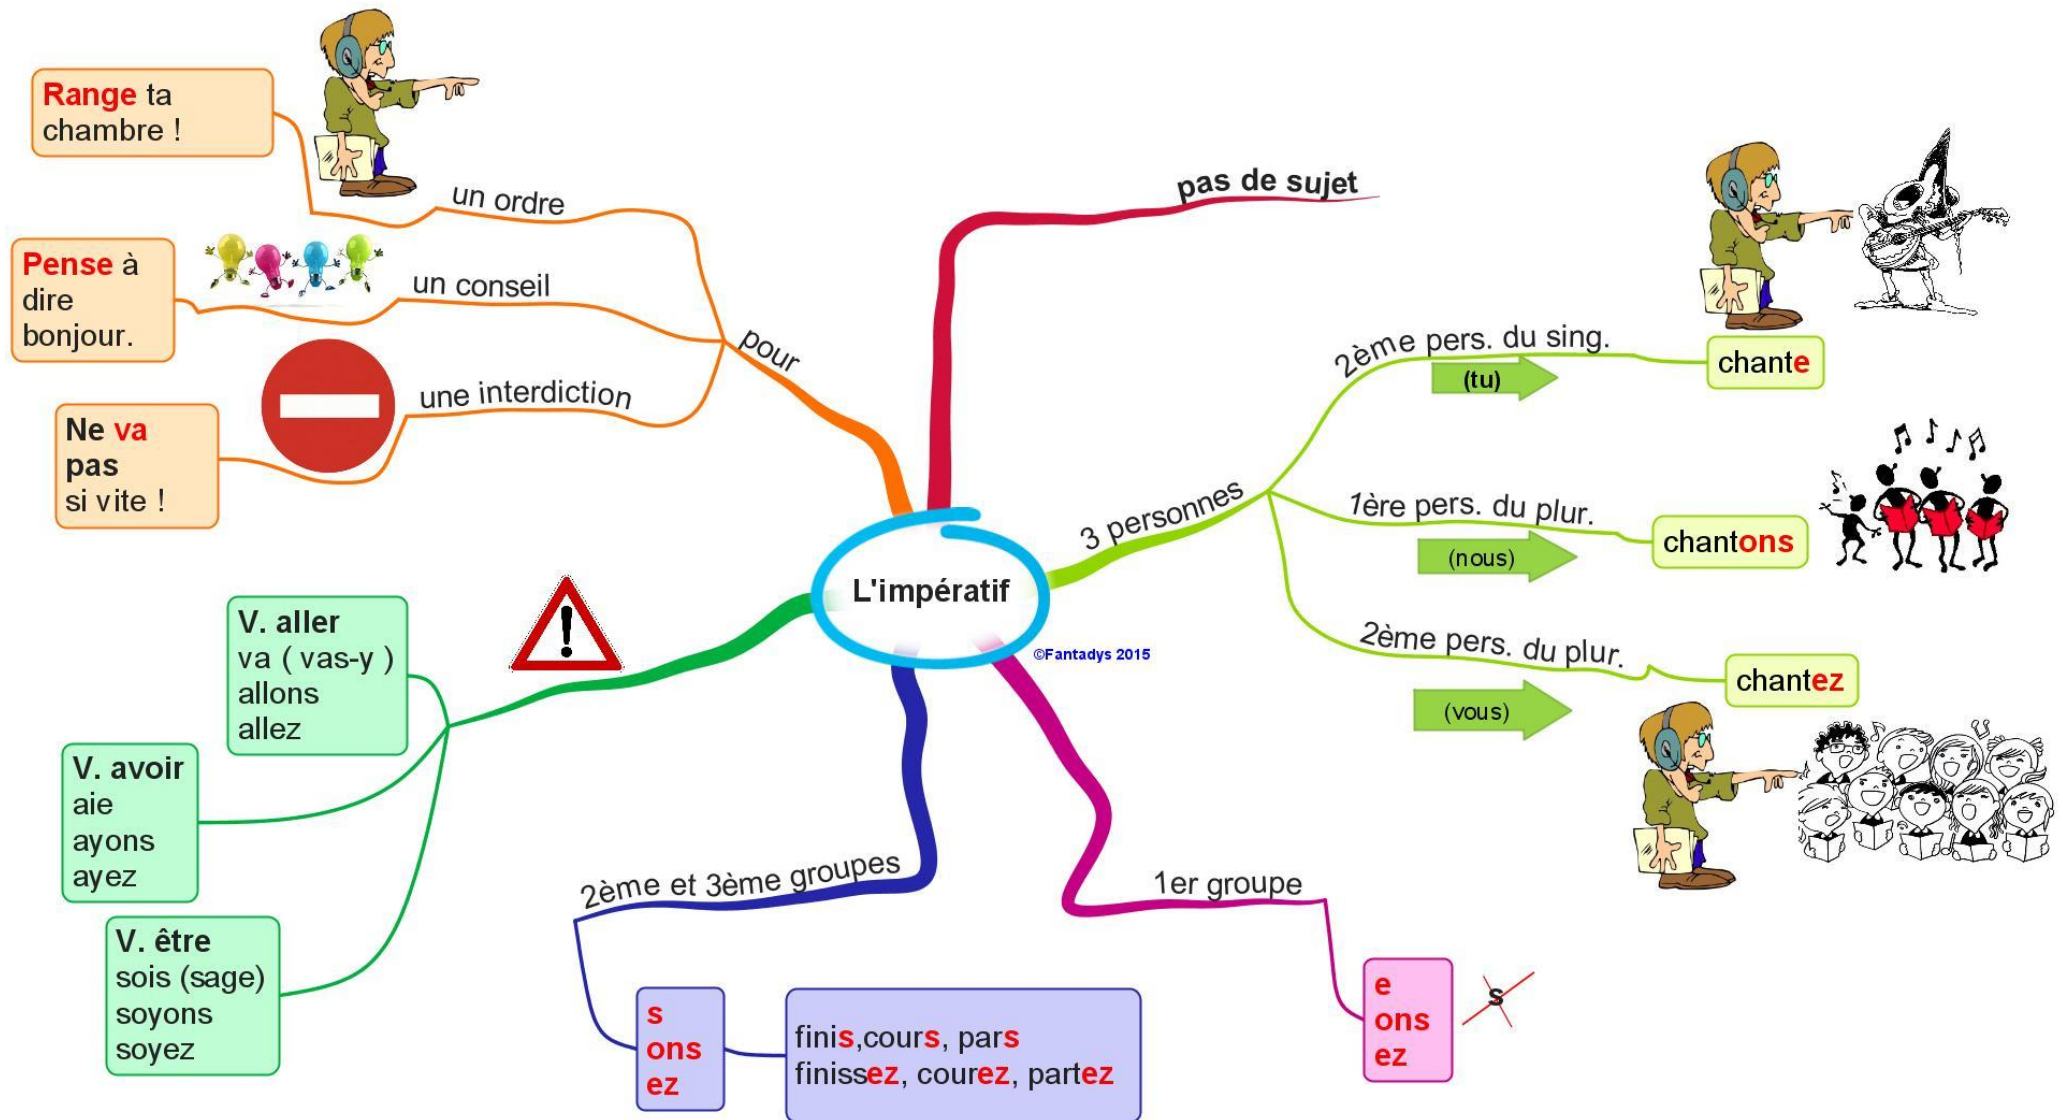 L'impératif
©Fantadys 2015
pas de sujet
3 personnes
2ème pers. du sing.
(tu)
chante
1ère pers. du plur.
(nous)
chantons
2ème pers. du plur.
(vous)
chantez
1er groupe
e
ons
ez
s
2ème et 3ème groupes
s
ons
ez
finis,cours, pars
finissez, courez, partez
V. aller
va ( vas-y )
allons
allez
V. avoir
aie
ayons
ayez
V. être
sois (sage)
soyons
soyez
pour
un ordre
Range ta
chambre !
un conseil
Pense à
dire
bonjour.
une interdiction
Ne va
pas
si vite !